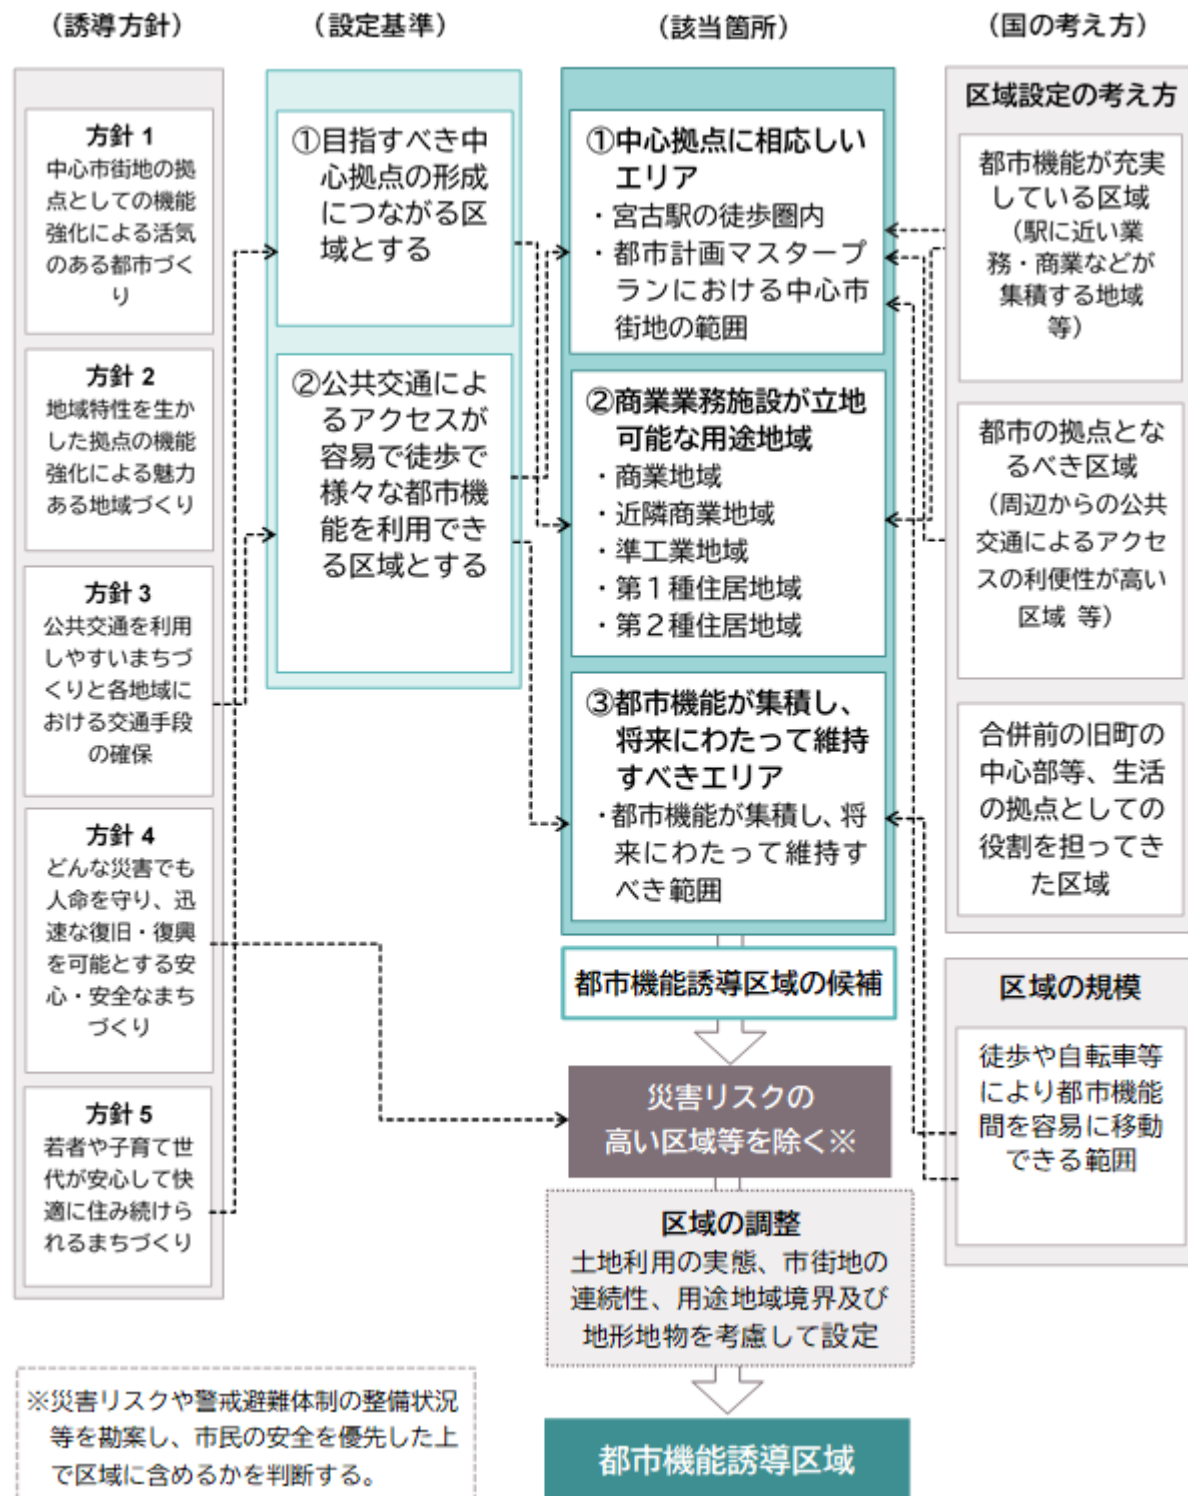 （誘導方針）
（設定基準）
（該当箇所）
（国の考え方）
方針 1
中心市街地の拠
点としての機能
強化による活気
のある都市づく
り
方針 2
地域特性を生か
した拠点の機能
強化による魅力
ある地域づくり
方針 3
公共交通を利用
しやすいまちづ
くりと各地域に
おける交通手段
の確保
方針 4
どんな災害でも
人命を守り、迅
速な復旧・復興
を可能とする安
心・安全なまち
づくり
方針 5
若者や子育て世
代が安心して快
適に住み続けら
れるまちづくり
①目指すべき中
心拠点の形成
につながる区
域とする
②公共交通によ
るアクセスが
容易で徒歩で
様々な都市機
能を利用でき
る区域とする
①中心拠点に相応しい
エリア
・宮古駅の徒歩圏内
・都市計画マスタープ
ランにおける中心市
街地の範囲
②商業業務施設が立地
可能な用途地域
・商業地域
・近隣商業地域
・準工業地域
・第１種住居地域
・第２種住居地域
③都市機能が集積し、
将来にわたって維持
すべきエリア
・都市機能が集積し、将
来にわたって維持す
べき範囲
都市機能誘導区域の候補
災害リスクの
高い区域等を除く※
区域の調整
土地利用の実態、市街地の
連続性、用途地域境界及び
地形地物を考慮して設定
都市機能誘導区域
区域設定の考え方
都市機能が充実
している区域
（駅に近い業
務・商業などが
集積する地域
等）
都市の拠点とな
るべき区域
（周辺からの公共
交通によるアクセ
スの利便性が高い
区域 等）
合併前の旧町の
中心部等、生活
の拠点としての
役割を担ってき
た区域
区域の規模
徒歩や自転車等
により都市機能
間を容易に移動
できる範囲
※災害リスクや警戒避難体制の整備状況
等を勘案し、市民の安全を優先した上
で区域に含めるかを判断する。